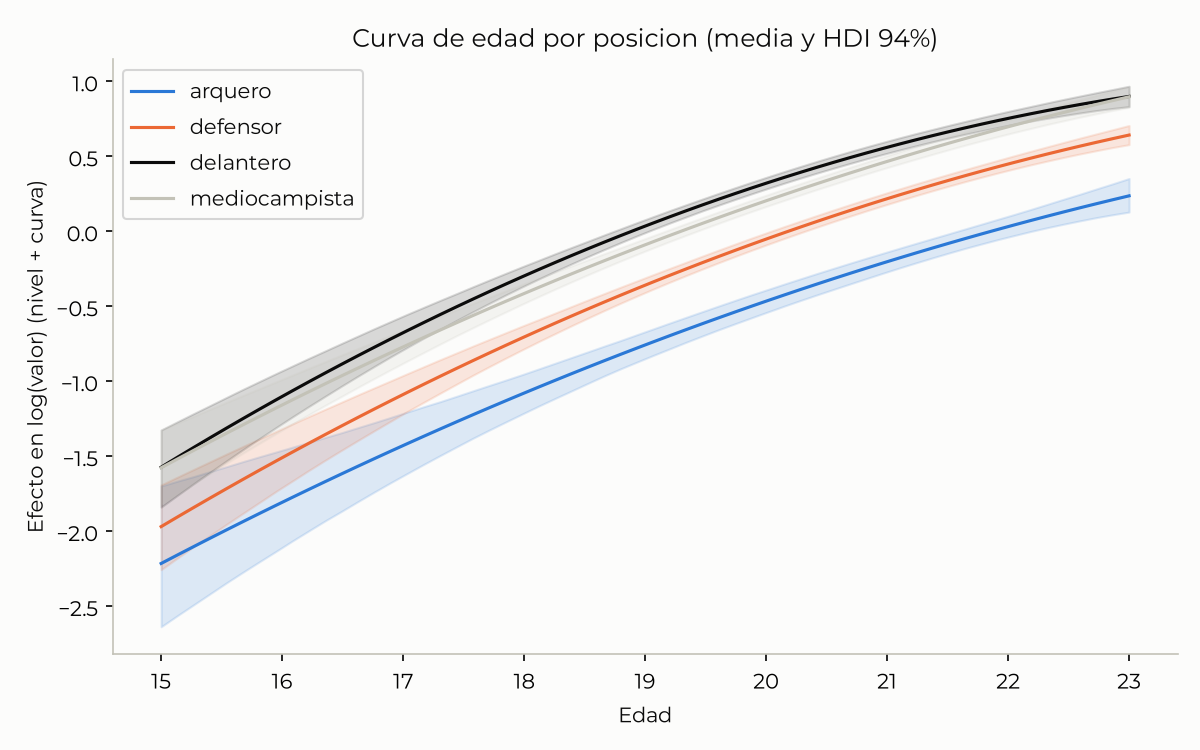 Curva de edad por posicion (media y HDI 94%)
arquero
defensor
delantero
mediocampista
Efecto en log(valor) (nivel + curva)
1.0
0.5
0.0
−0.5
−1.0
−1.5
−2.0
−2.5
15 16 17 18 19 20 21 22 23
Edad